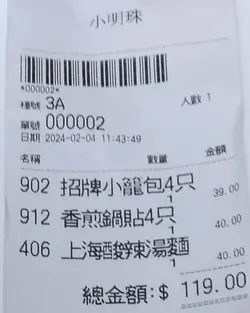 小明珠
*000002*
檯號 3A 人數 1
單號 000002
日期 2024-02-04 11:43:49
名稱 數量 金額
902 招牌小龍包4只
1 39.00
912 香煎鍋貼4只
1 40.00
406 上海酸辣湯麵
1 40.00
總金額: $ 119.00